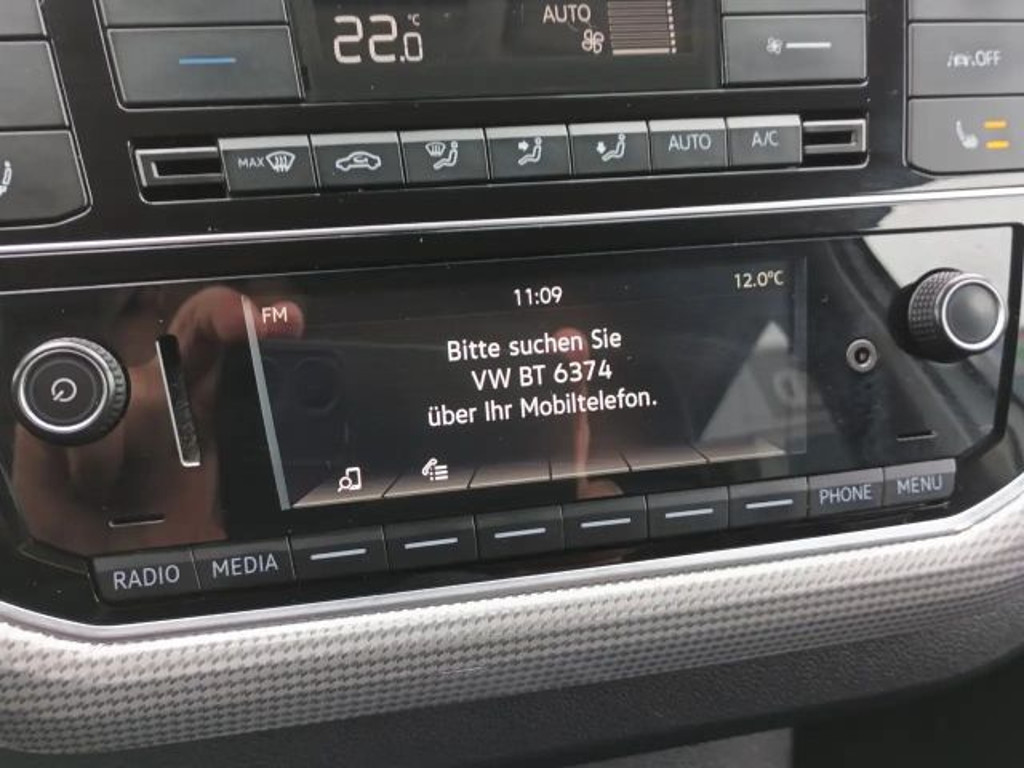 22.0 °C
AUTO
OFF
MAX
AUTO
A/C
FM
11:09
12.0°C
Bitte suchen Sie
VW BT 6374
über Ihr Mobiltelefon.
RADIO
MEDIA
PHONE
MENU